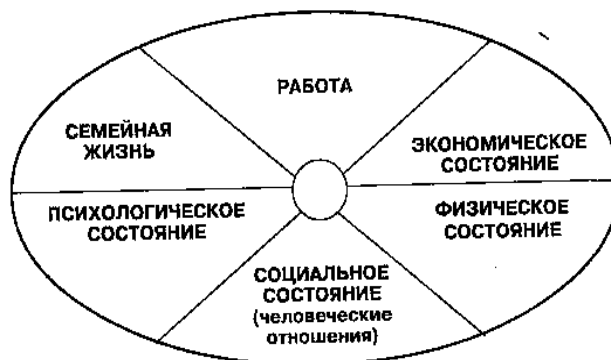 РАБОТА
СЕМЕЙНАЯ
ЖИЗНЬ
ЭКОНОМИЧЕСКОЕ
СОСТОЯНИЕ
ПСИХОЛОГИЧЕСКОЕ
СОСТОЯНИЕ
ФИЗИЧЕСКОЕ
СОСТОЯНИЕ
СОЦИАЛЬНОЕ
СОСТОЯНИЕ
(человеческие
отношения)